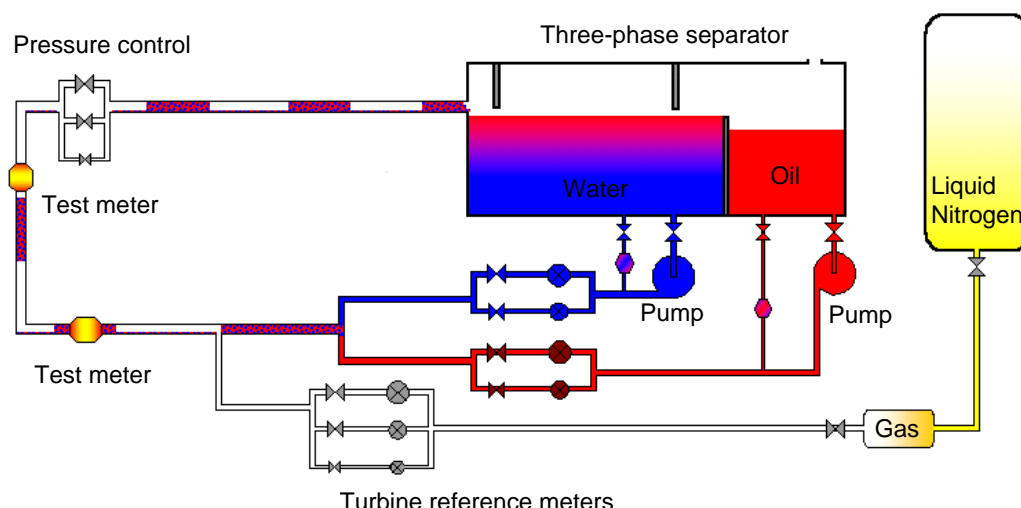 Pressure control
Three-phase separator
Test meter
Water
Oil
Liquid
Nitrogen
Pump
Pump
Test meter
Gas
Turbine reference meters